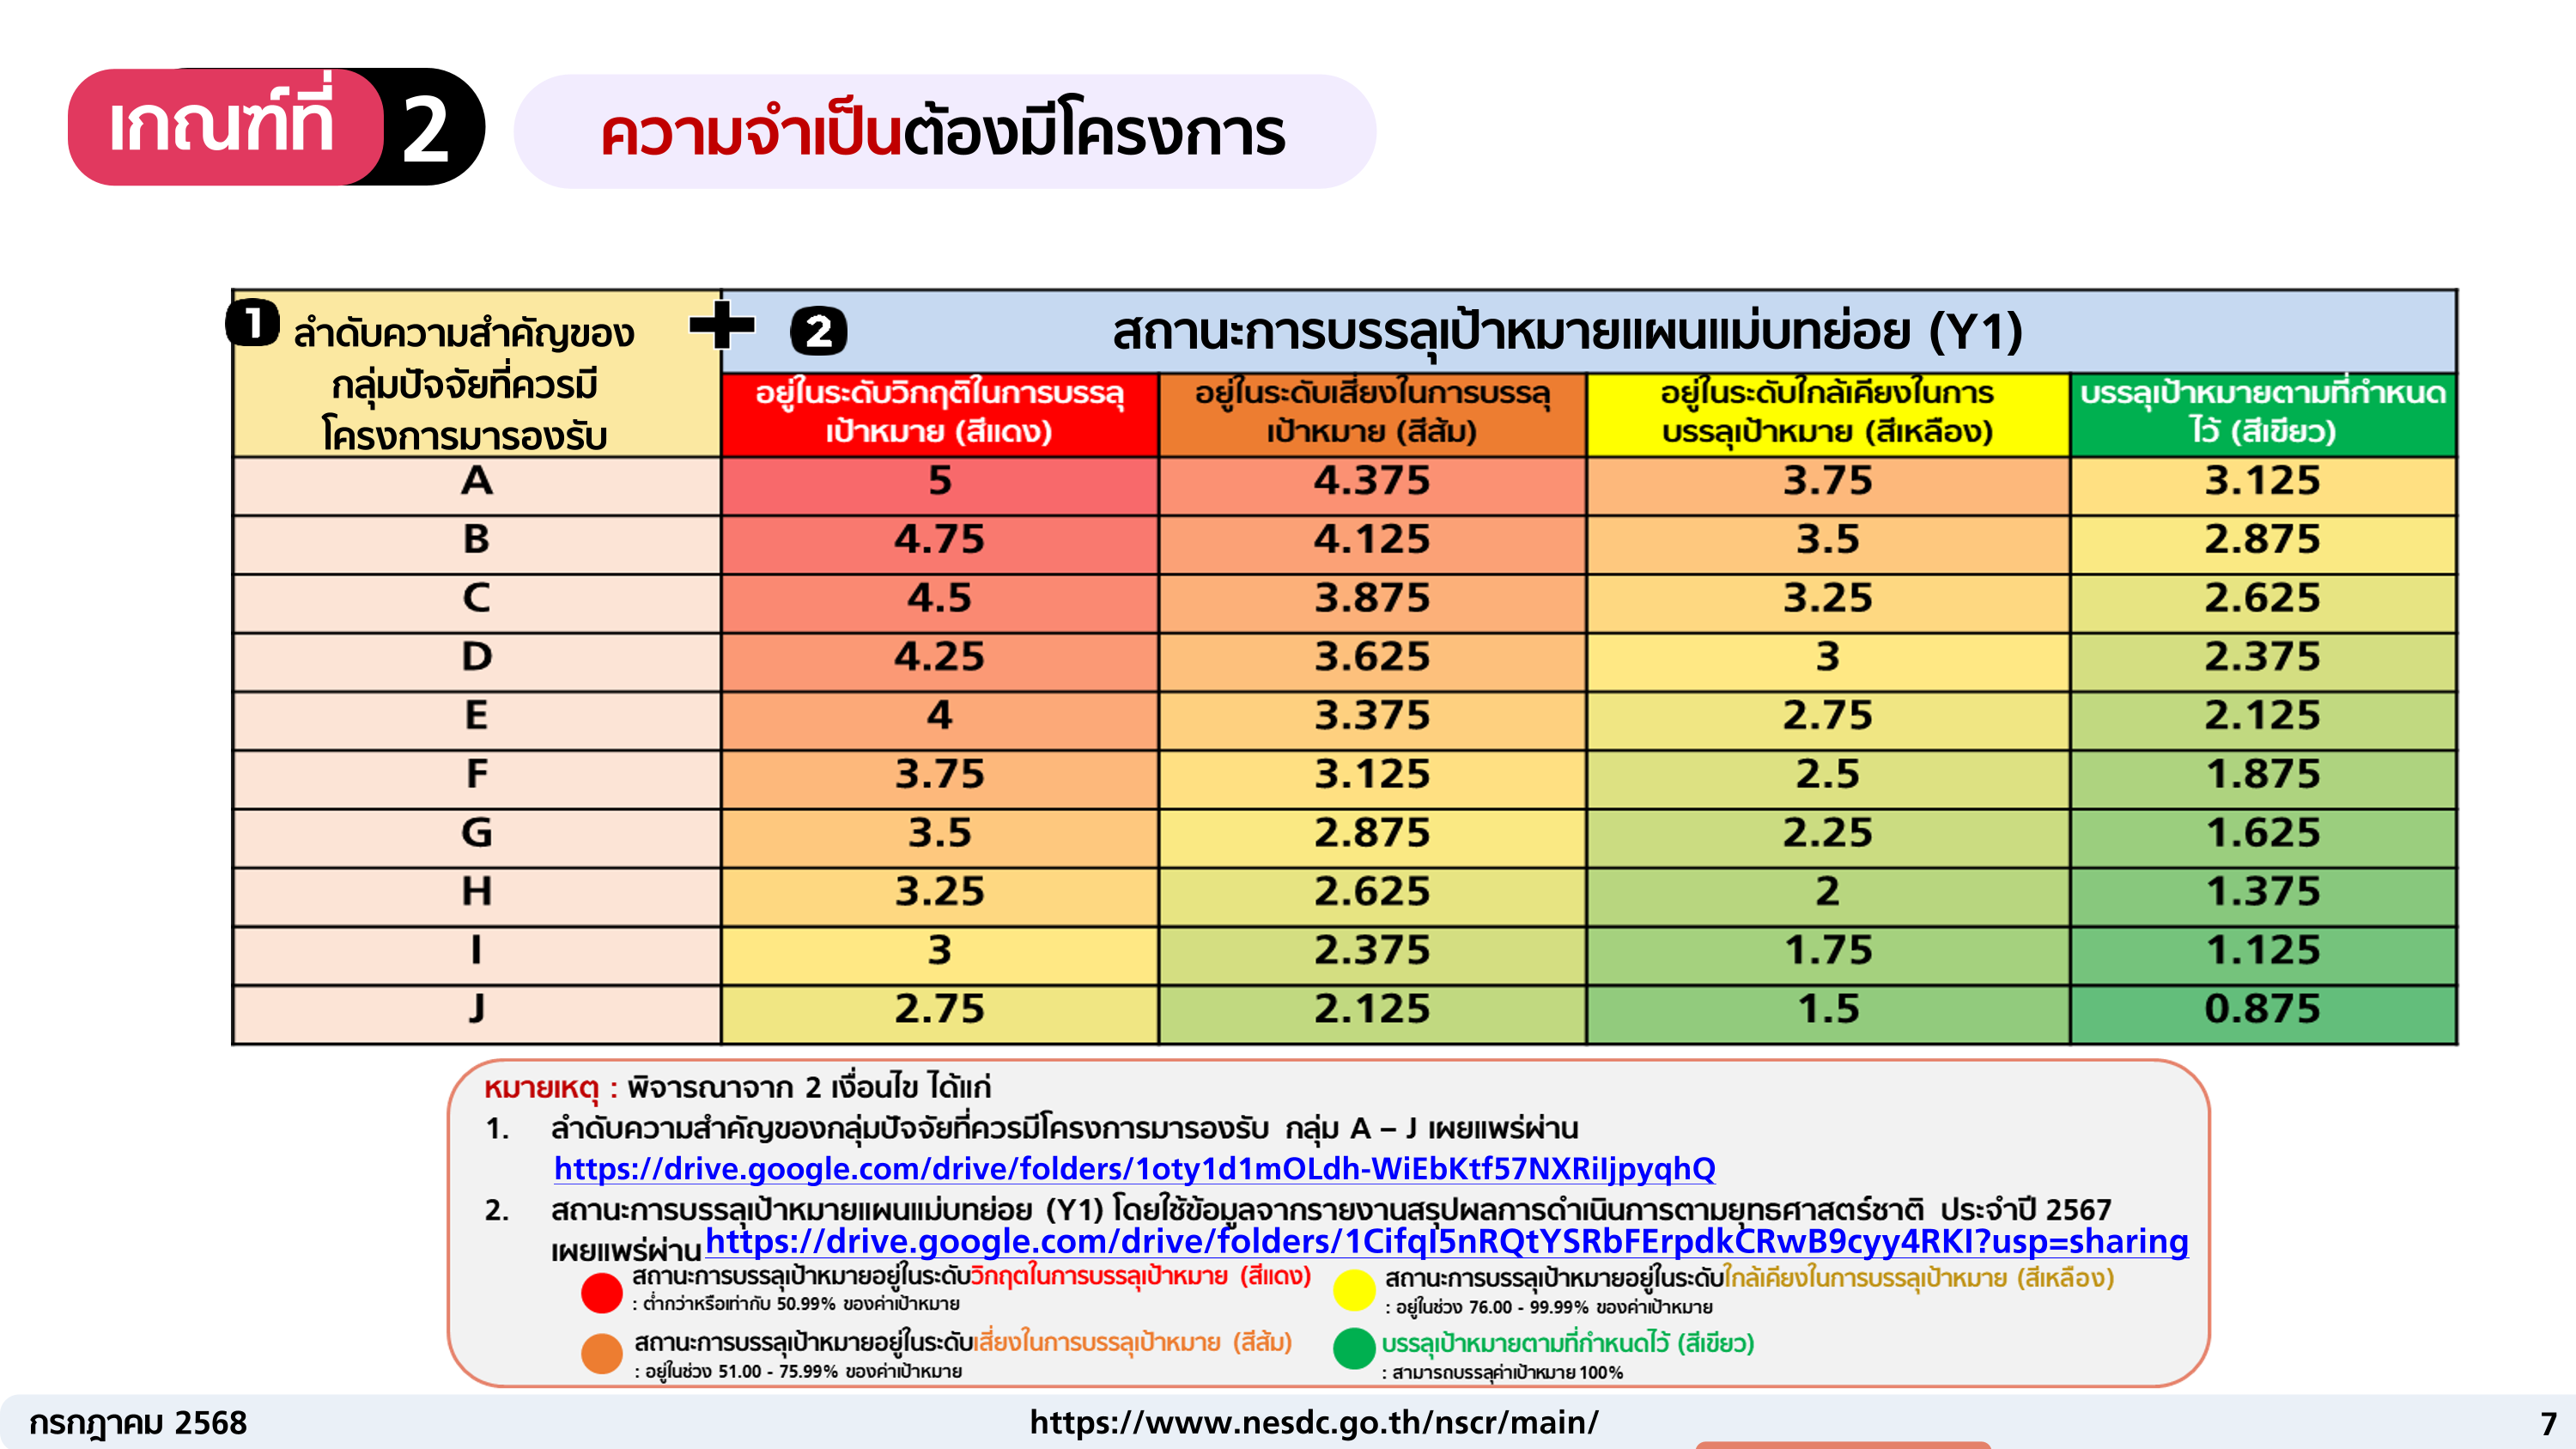 เกณฑ์ที่ 2 ความจำเป็นต้องมีโครงการ
1 ลำดับความสำคัญของ
กลุ่มปัจจัยที่ควรมี
โครงการมารองรับ
+ 2 สถานะการบรรลุเป้าหมายแผนแม่บทย่อย (Y1)
อยู่ในระดับวิกฤติในการบรรลุ
เป้าหมาย (สีแดง)
อยู่ในระดับเสี่ยงในการบรรลุ
เป้าหมาย (สีส้ม)
อยู่ในระดับใกล้เคียงในการ
บรรลุเป้าหมาย (สีเหลือง)
บรรลุเป้าหมายตามที่กำหนด
ไว้ (สีเขียว)
A 5 4.375 3.75 3.125
B 4.75 4.125 3.5 2.875
C 4.5 3.875 3.25 2.625
D 4.25 3.625 3 2.375
E 4 3.375 2.75 2.125
F 3.75 3.125 2.5 1.875
G 3.5 2.875 2.25 1.625
H 3.25 2.625 2 1.375
I 3 2.375 1.75 1.125
J 2.75 2.125 1.5 0.875
หมายเหตุ : พิจารณาจาก 2 เงื่อนไข ได้แก่
1. ลำดับความสำคัญของกลุ่มปัจจัยที่ควรมีโครงการมารองรับ กลุ่ม A – J เผยแพร่ผ่าน
https://drive.google.com/drive/folders/1oty1d1mOLdh-WiEbKtf57NXRiIjpyqhQ
2. สถานะการบรรลุเป้าหมายแผนแม่บทย่อย (Y1) โดยใช้ข้อมูลจากรายงานสรุปผลการดำเนินการตามยุทธศาสตร์ชาติ ประจำปี 2567
เผยแพร่ผ่าน https://drive.google.com/drive/folders/1CifqI5nRQtYSRbFErpdkCRwB9cyy4RKI?usp=sharing
สถานะการบรรลุเป้าหมายอยู่ในระดับวิกฤตในการบรรลุเป้าหมาย (สีแดง)
: ต่ำกว่าหรือเท่ากับ 50.99% ของค่าเป้าหมาย
สถานะการบรรลุเป้าหมายอยู่ในระดับใกล้เคียงในการบรรลุเป้าหมาย (สีเหลือง)
: อยู่ในช่วง 76.00 - 99.99% ของค่าเป้าหมาย
สถานะการบรรลุเป้าหมายอยู่ในระดับเสี่ยงในการบรรลุเป้าหมาย (สีส้ม)
: อยู่ในช่วง 51.00 - 75.99% ของค่าเป้าหมาย
บรรลุเป้าหมายตามที่กำหนดไว้ (สีเขียว)
: สามารถบรรลุค่าเป้าหมาย 100%
กรกฎาคม 2568 https://www.nesdc.go.th/nscr/main/ 7